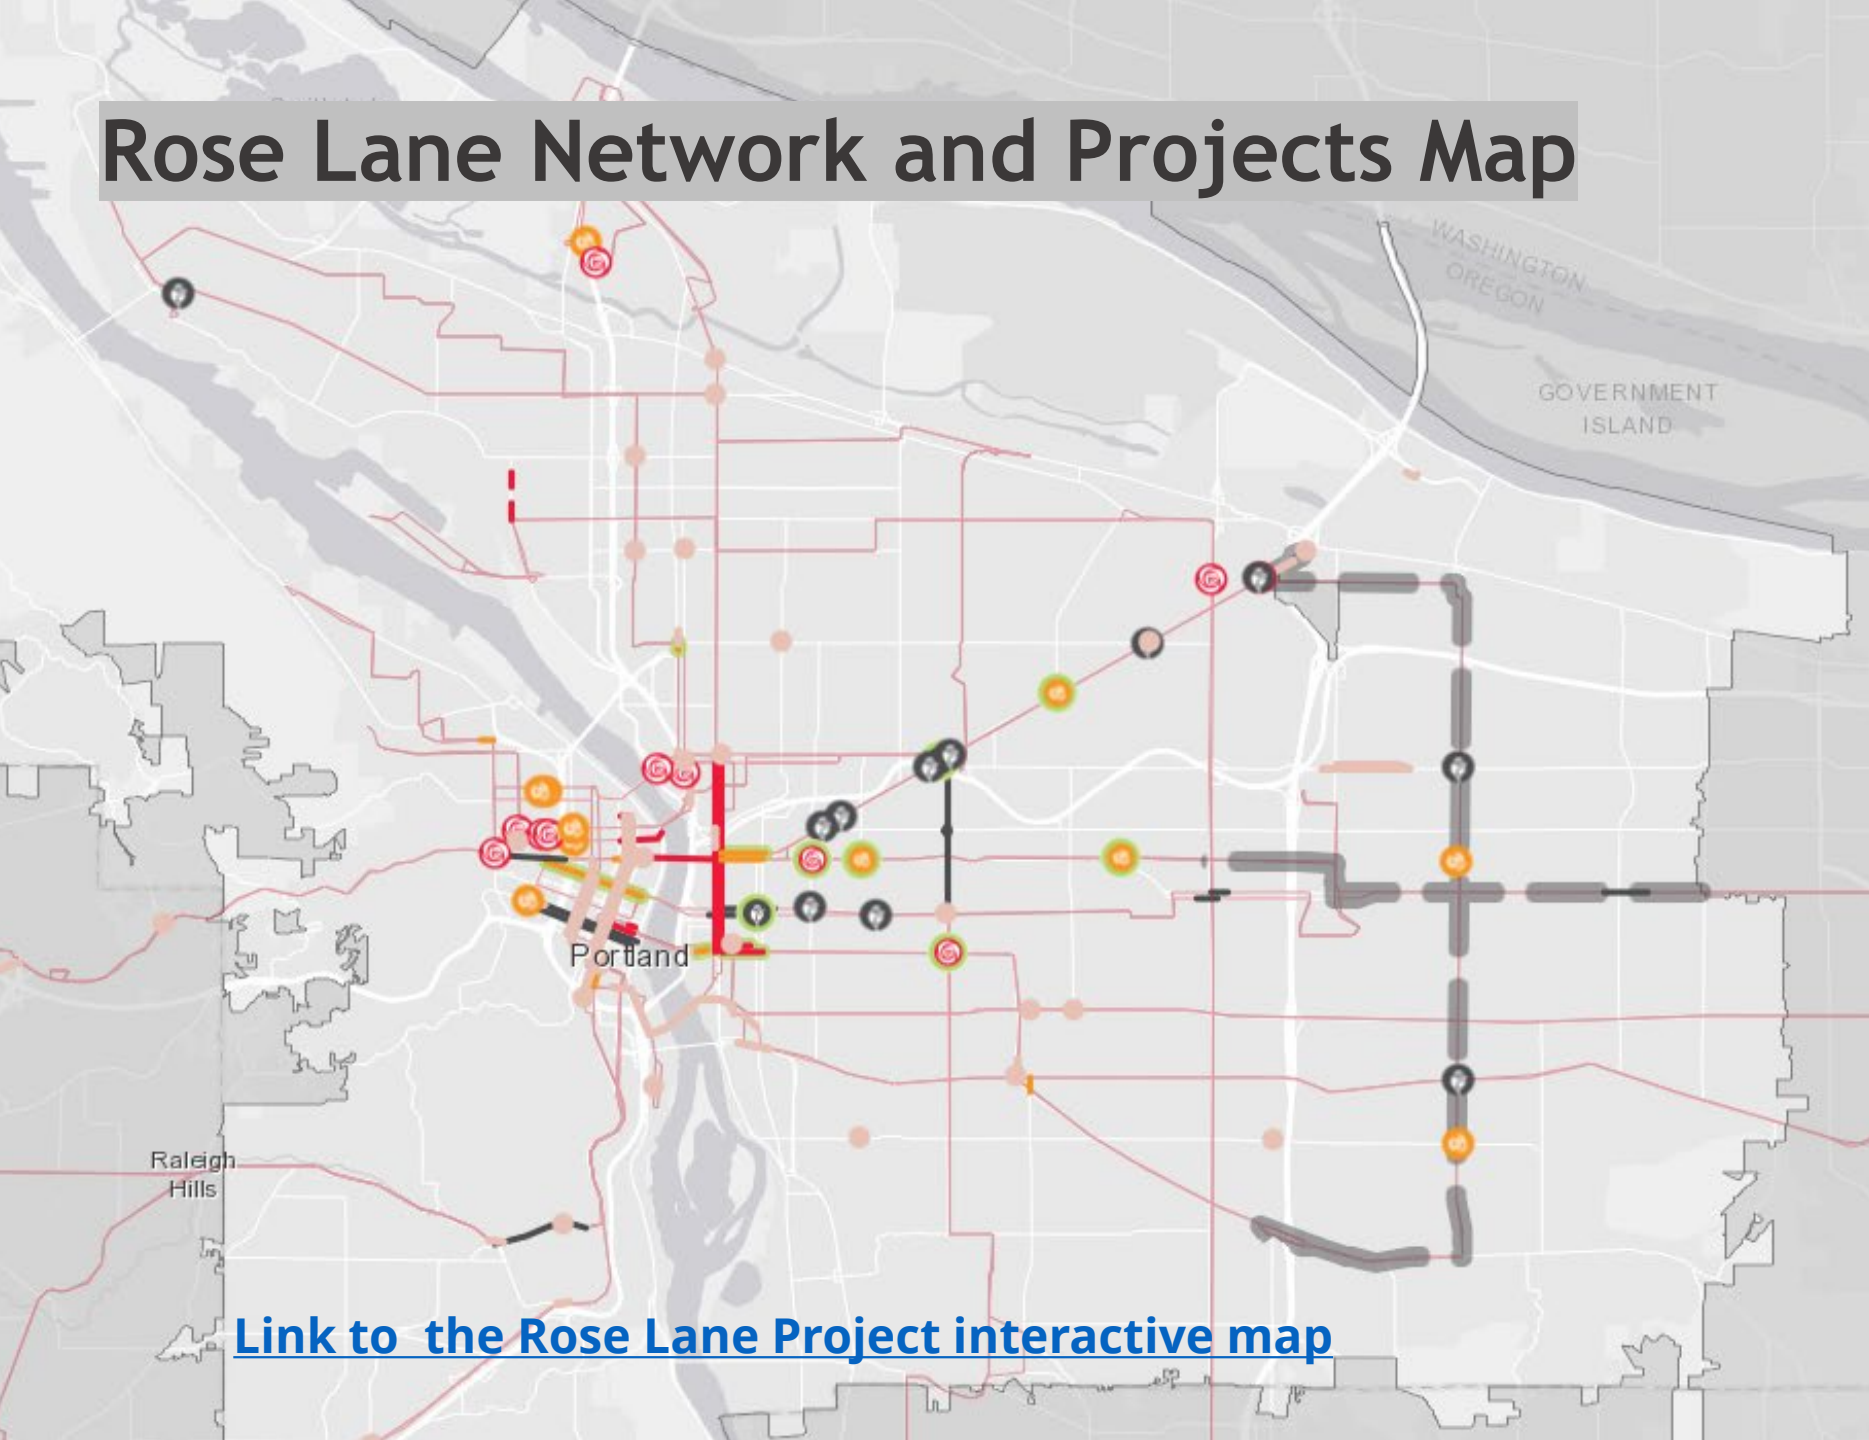 Rose Lane Network and Projects Map
WASHINGTON
OREGON
GOVERNMENT
ISLAND
Portland
Raleigh
Hills
Link to  the Rose Lane Project interactive map